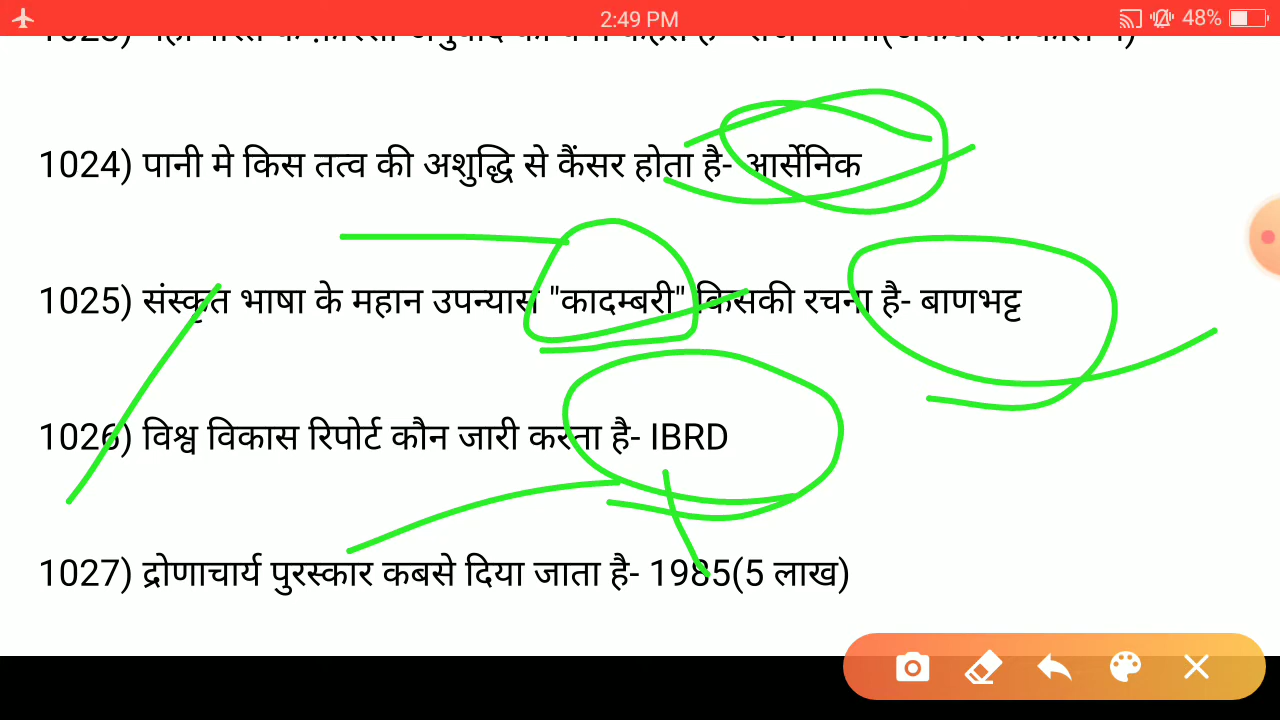 2:49 PM 48%
1024) पानी मे किस तत्व की अशुद्धि से कैंसर होता है- आर्सेनिक
1025) संस्कृत भाषा के महान उपन्यास "कादम्बरी" किसकी रचना है- बाणभट्ट
1026) विश्व विकास रिपोर्ट कौन जारी करता है- IBRD
1027) द्रोणाचार्य पुरस्कार कबसे दिया जाता है- 1985(5 लाख)